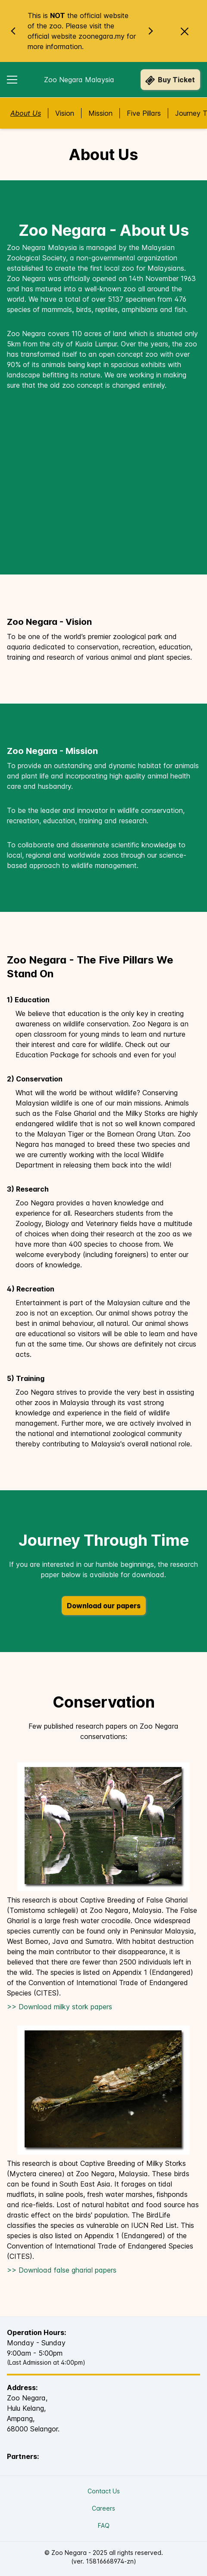 This is NOT the official website
of the zoo. Please visit the
official website zoonegara.my for
more information.
Zoo Negara Malaysia
Buy Ticket
About Us
Vision
Mission
Five Pillars
Journey T
About Us
Zoo Negara - About Us
Zoo Negara Malaysia is managed by the Malaysian
Zoological Society, a non-governmental organization
established to create the first local zoo for Malaysians.
Zoo Negara was officially opened on 14th November 1963
and has matured into a well-known zoo all around the
world. We have a total of over 5137 specimen from 476
species of mammals, birds, reptiles, amphibians and fish.
Zoo Negara covers 110 acres of land which is situated only
5km from the city of Kuala Lumpur. Over the years, the zoo
has transformed itself to an open concept zoo with over
90% of its animals being kept in spacious exhibits with
landscape befitting its nature. We are working in making
sure that the old zoo concept is changed entirely.
Zoo Negara - Vision
To be one of the world's premier zoological park and
aquaria dedicated to conservation, recreation, education,
training and research of various animal and plant species.
Zoo Negara - Mission
To provide an outstanding and dynamic habitat for animals
and plant life and incorporating high quality animal health
care and husbandry.
To be the leader and innovator in wildlife conservation,
recreation, education, training and research.
To collaborate and disseminate scientific knowledge to
local, regional and worldwide zoos through our science-
based approach to wildlife management.
Zoo Negara - The Five Pillars We
Stand On
1) Education
We believe that education is the only key in creating
awareness on wildlife conservation. Zoo Negara is an
open classroom for young minds to learn and nurture
their interest and care for wildlife. Check out our
Education Package for schools and even for you!
2) Conservation
What will the world be without wildlife? Conserving
Malaysian wildlife is one of our main missions. Animals
such as the False Gharial and the Milky Storks are highly
endangered wildlife that is not so well known compared
to the Malayan Tiger or the Bornean Orang Utan. Zoo
Negara has managed to breed these two species and
we are currently working with the local Wildlife
Department in releasing them back into the wild!
3) Research
Zoo Negara provides a haven knowledge and
experience for all. Researchers students from the
Zoology, Biology and Veterinary fields have a multitude
of choices when doing their research at the zoo as we
have more than 400 species to choose from. We
welcome everybody (including foreigners) to enter our
doors of knowledge.
4) Recreation
Entertainment is part of the Malaysian culture and the
zoo is not an exception. Our animal shows potray the
best in animal behaviour, all natural. Our animal shows
are educational so visitors will be able to learn and have
fun at the same time. Our shows are definitely not circus
acts.
5) Training
Zoo Negara strives to provide the very best in assisting
other zoos in Malaysia through its vast strong
knowledge and experience in the field of wildlife
management. Further more, we are actively involved in
the national and international zoological community
thereby contributing to Malaysia's overall national role.
Journey Through Time
If you are interested in our humble beginnings, the research
paper below is available for download.
Download our papers
Conservation
Few published research papers on Zoo Negara
conservations:
This research is about Captive Breeding of False Gharial
(Tomistoma schlegelii) at Zoo Negara, Malaysia. The False
Gharial is a large fresh water crocodile. Once widespread
species currently can be found only in Peninsular Malaysia,
West Borneo, Java and Sumatra. With habitat destruction
being the main contributor to their disappearance, it is
believed that there are fewer than 2500 individuals left in
the wild. The species is listed on Appendix 1 (Endangered)
of the Convention of International Trade of Endangered
Species (CITES).
>> Download milky stork papers
This research is about Captive Breeding of Milky Storks
(Mycteria cinerea) at Zoo Negara, Malaysia. These birds
can be found in South East Asia. It forages on tidal
mudflats, in saline pools, fresh water marshes, fishponds
and rice-fields. Lost of natural habitat and food source has
drastic effect on the birds' population. The BirdLife
classifies the species as vulnerable on IUCN Red List. This
species is also listed on Appendix 1 (Endangered) of the
Convention of International Trade of Endangered Species
(CITES).
>> Download false gharial papers
Operation Hours:
Monday - Sunday
9:00am - 5:00pm
(Last Admission at 4:00pm)
Address:
Zoo Negara,
Hulu Kelang,
Ampang,
68000 Selangor.
Partners:
Contact Us
Careers
FAQ
© Zoo Negara - 2025 all rights reserved.
(ver. 15816668974-zn)